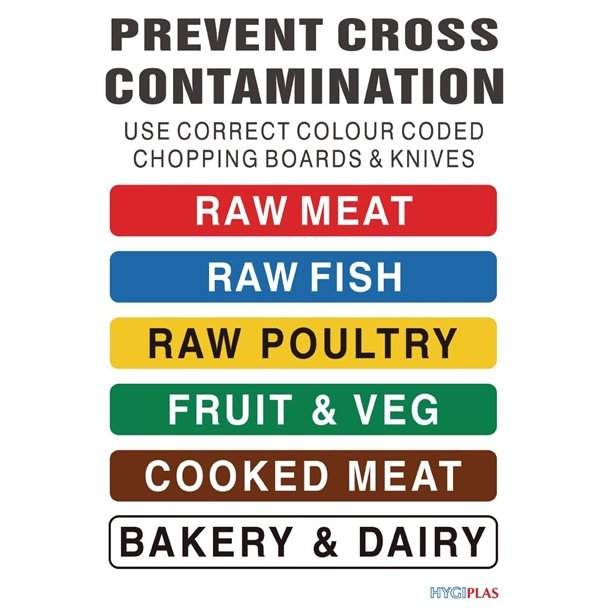 PREVENT CROSS
CONTAMINATION
USE CORRECT COLOUR CODED
CHOPPING BOARDS & KNIVES
RAW MEAT
RAW FISH
RAW POULTRY
FRUIT & VEG
COOKED MEAT
BAKERY & DAIRY
HYGIPLAS